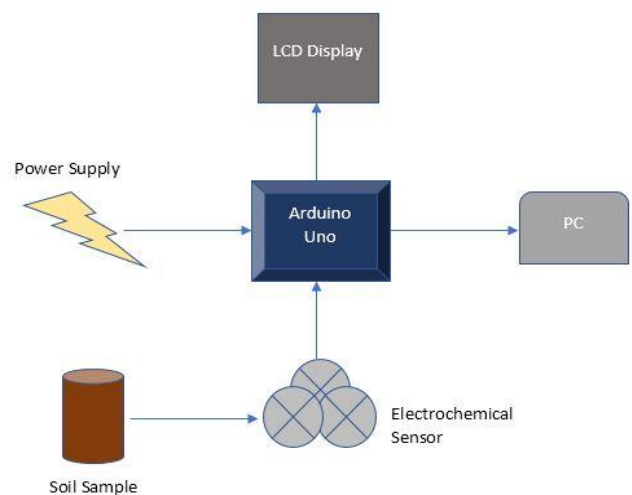 LCD Display
Power Supply
Arduino
Uno
PC
Electrochemical
Sensor
Soil Sample